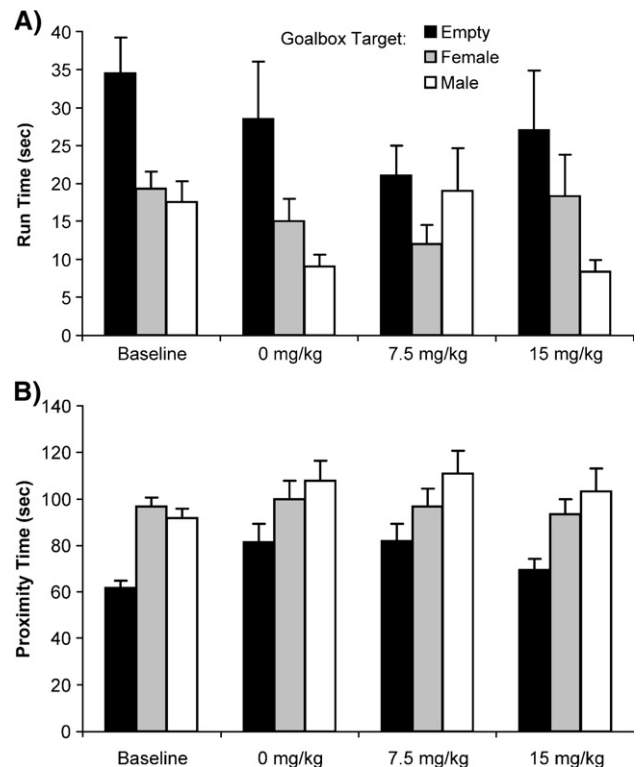 A)
Goalbox Target:
Empty
Female
Male
Run Time (sec)
40
35
30
25
20
15
10
5
0
Baseline 0 mg/kg 7.5 mg/kg 15 mg/kg
B)
Proximity Time (sec)
140
120
100
80
60
40
20
0
Baseline 0 mg/kg 7.5 mg/kg 15 mg/kg